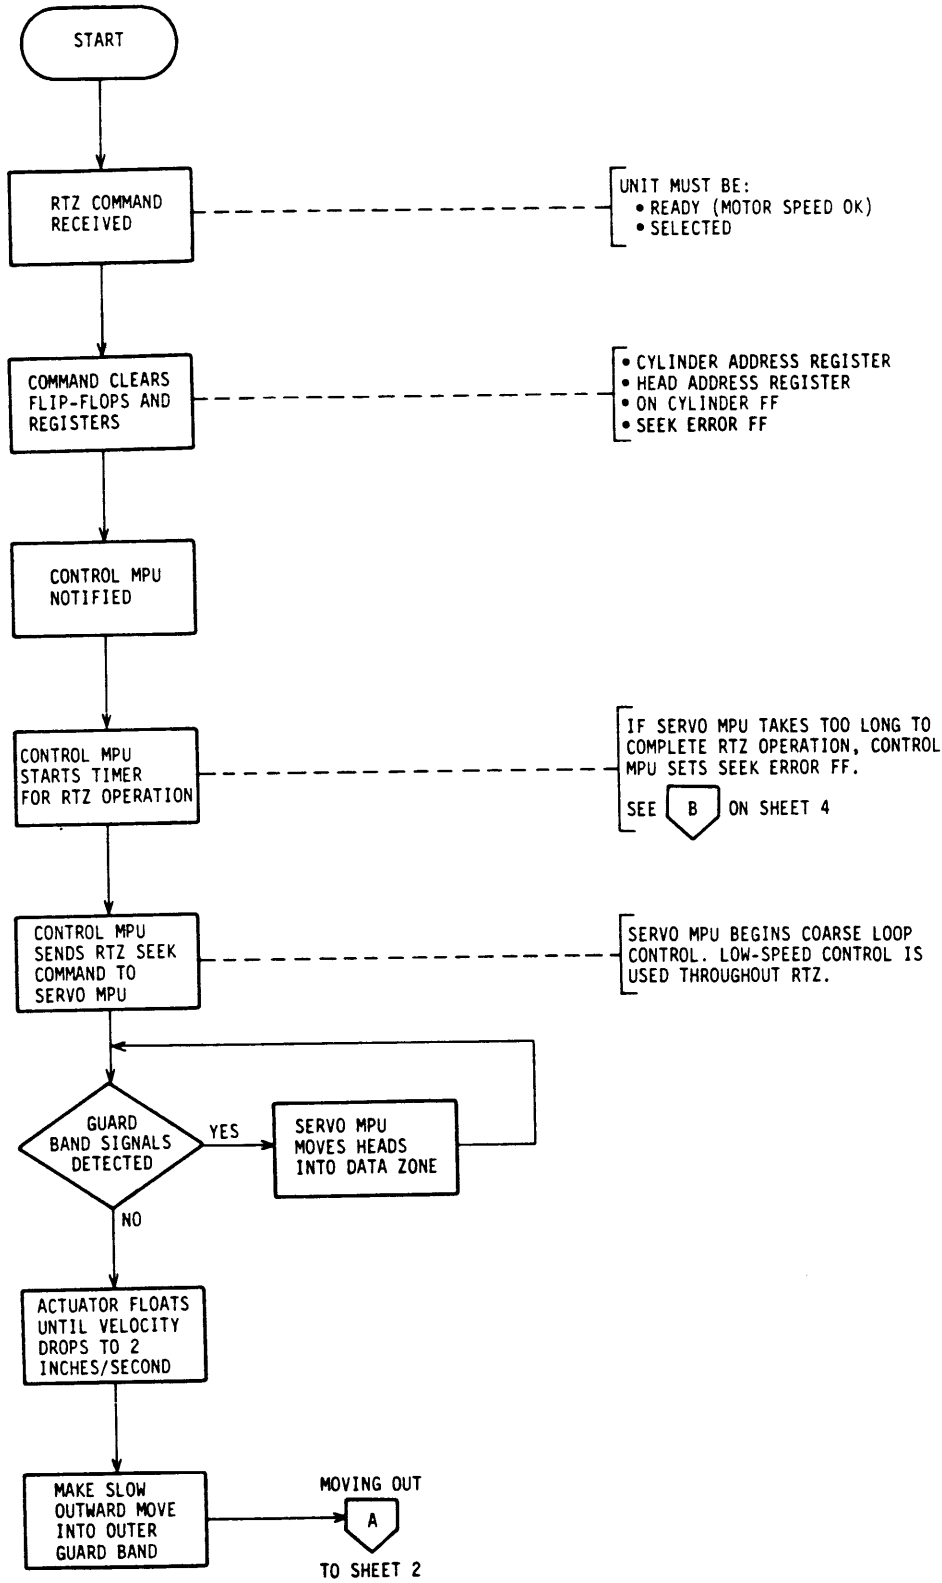 START
RTZ COMMAND
RECEIVED
UNIT MUST BE:
• READY (MOTOR SPEED OK)
• SELECTED
COMMAND CLEARS
FLIP-FLOPS AND
REGISTERS
• CYLINDER ADDRESS REGISTER
• HEAD ADDRESS REGISTER
• ON CYLINDER FF
• SEEK ERROR FF
CONTROL MPU
NOTIFIED
CONTROL MPU
STARTS TIMER
FOR RTZ OPERATION
IF SERVO MPU TAKES TOO LONG TO
COMPLETE RTZ OPERATION, CONTROL
MPU SETS SEEK ERROR FF.
SEE B ON SHEET 4
CONTROL MPU
SENDS RTZ SEEK
COMMAND TO
SERVO MPU
SERVO MPU BEGINS COARSE LOOP
CONTROL. LOW-SPEED CONTROL IS
USED THROUGHOUT RTZ.
GUARD
BAND SIGNALS
DETECTED
YES
SERVO MPU
MOVES HEADS
INTO DATA ZONE
NO
ACTUATOR FLOATS
UNTIL VELOCITY
DROPS TO 2
INCHES/SECOND
MAKE SLOW
OUTWARD MOVE
INTO OUTER
GUARD BAND
MOVING OUT
A
TO SHEET 2